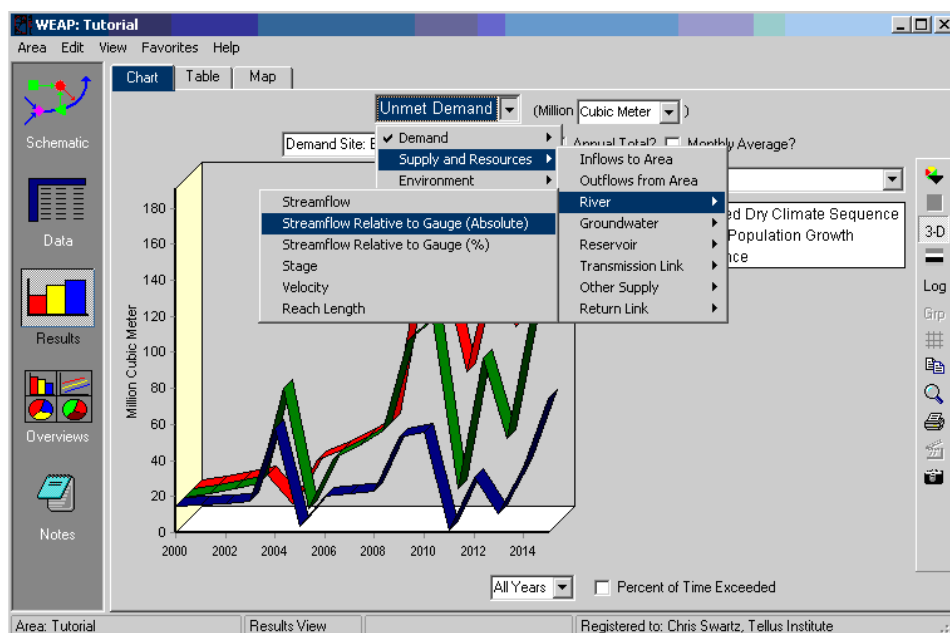 WEAP: Tutorial
Area Edit View Favorites Help
Chart Table Map
Unmet Demand (Million Cubic Meter )
Demand Site: Annual Total? Monthly Average?
Demand
Supply and Resources
Environment
Inflows to Area
Outflows from Area
River
Groundwater
Reservoir
Transmission Link
Other Supply
Return Link
Streamflow
Streamflow Relative to Gauge (Absolute)
Streamflow Relative to Gauge (%)
Stage
Velocity
Reach Length
Dry Climate Sequence
Population Growth
Schematic
Data
Results
Overviews
Notes
3-D
Log
Grp
Million Cubic Meter
180
160
140
120
100
80
60
40
20
0
2000 2002 2004 2006 2008 2010 2012 2014
All Years Percent of Time Exceeded
Area: Tutorial Results View Registered to: Chris Swartz, Tellus Institute